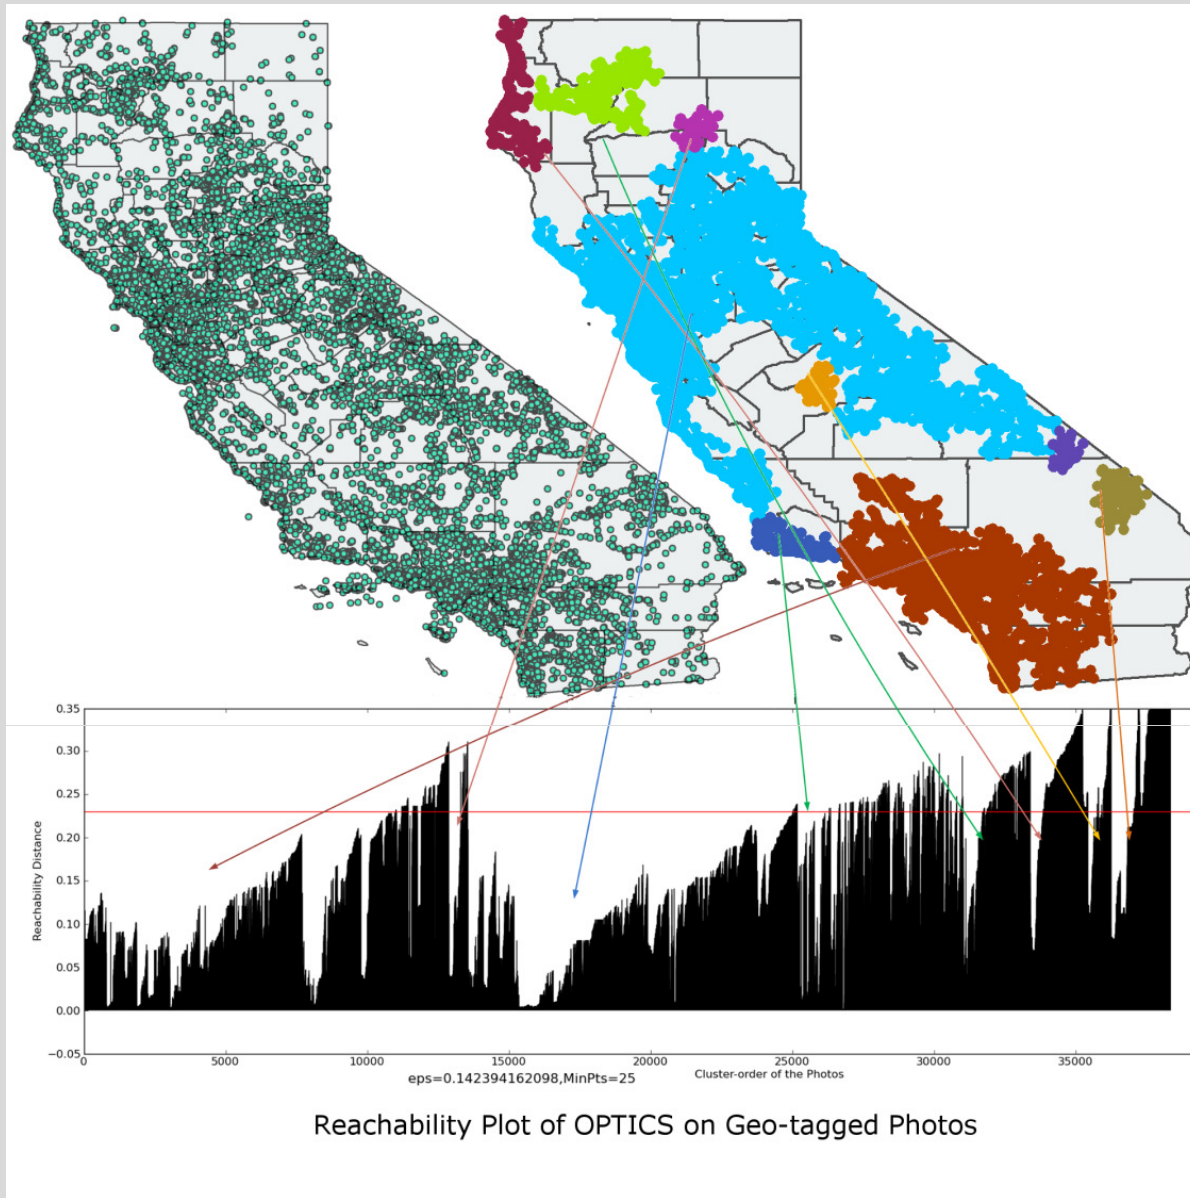 0.35
0.30
0.25
0.20
0.15
0.10
0.05
0.00
−0.05
Reachability Distance
0 5000 10000 15000 20000 25000 30000 35000
eps=0.142394162098,MinPts=25
Cluster-order of the Photos
Reachability Plot of OPTICS on Geo-tagged Photos